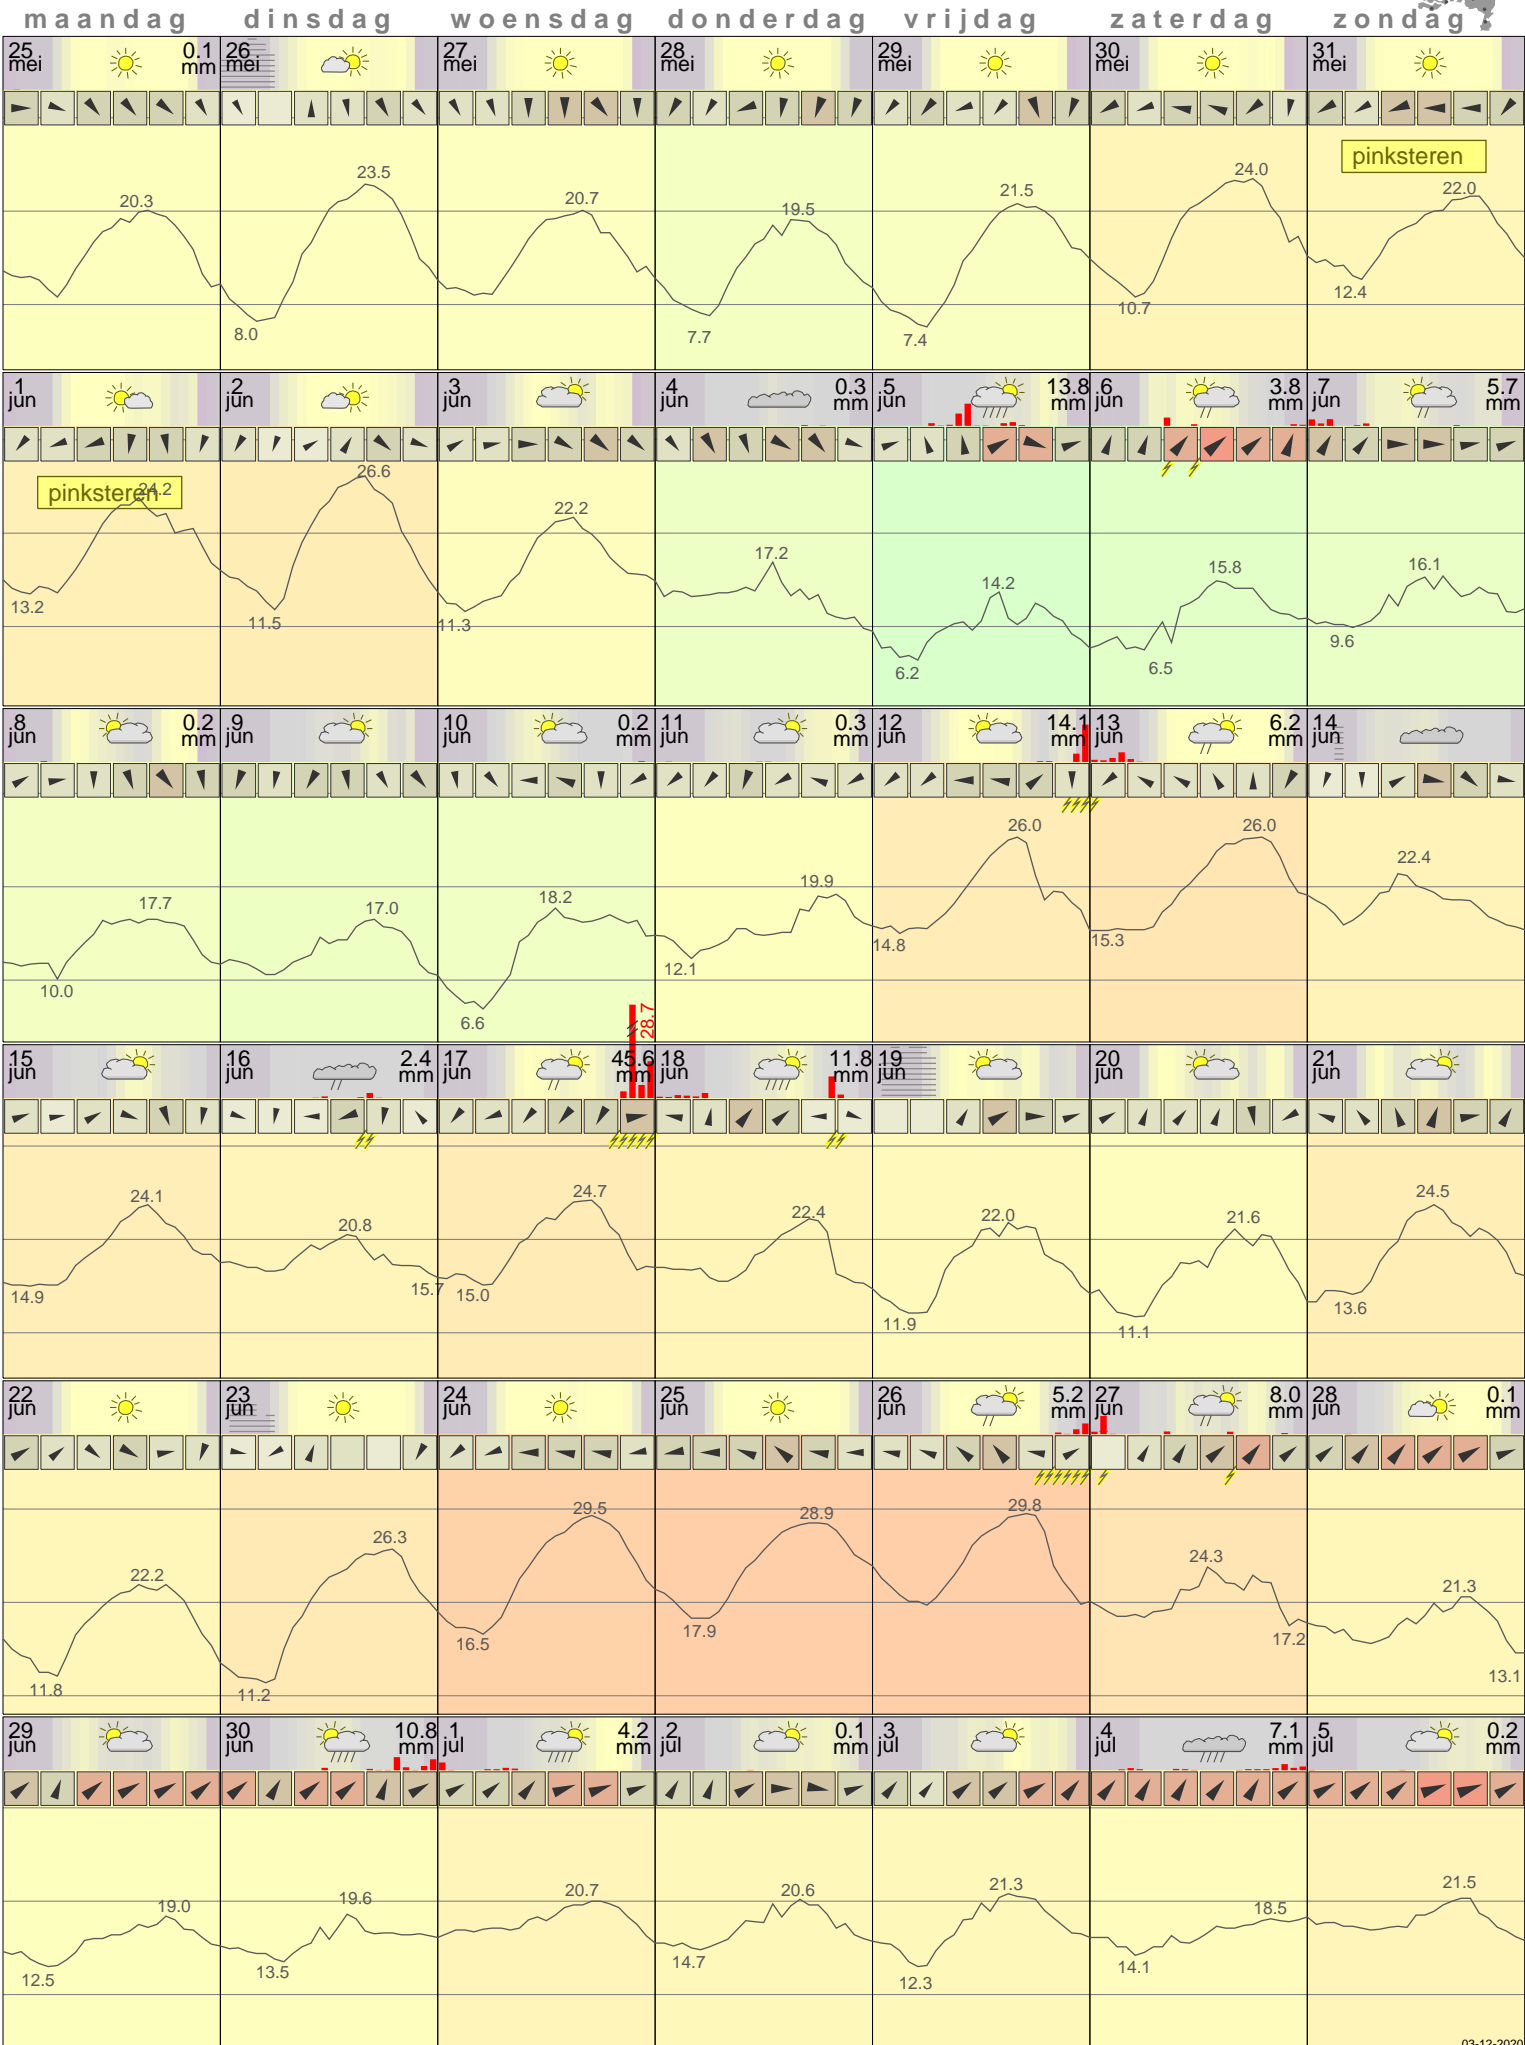 maandag dinsdag woensdag donderdag vrijdag zaterdag zondag
25 mei 0.1 mm 26 mei 27 mei 28 mei 29 mei 30 mei 31 mei
pinksteren
20.3 23.5 20.7 19.5 21.5 24.0 22.0
8.0 7.7 7.4 10.7 12.4
1 jun 2 jun 3 jun 4 jun 0.3 mm 5 jun 13.8 mm 6 jun 3.8 mm 7 jun 5.7 mm
pinksteren
24.2 26.6 22.2 17.2 14.2 15.8 16.1
13.2 11.5 11.3 6.2 6.5 9.6
8 jun 0.2 mm 9 jun 10 jun 0.2 mm 11 jun 0.3 mm 12 jun 14.1 13 jun 6.2 mm 14 jun
17.7 17.0 18.2 19.9 26.0 26.0 22.4
10.0 6.6 12.1 14.8 15.3
28.7
15 jun 16 jun 2.4 mm 17 jun 45.6 mm 18 jun 11.8 mm 19 jun 20 jun 21 jun
24.1 20.8 24.7 22.4 22.0 21.6 24.5
14.9 15.7 15.0 11.9 11.1 13.6
22 jun 23 jun 24 jun 25 jun 26 jun 5.2 mm 27 jun 8.0 mm 28 jun 0.1 mm
22.2 26.3 29.5 28.9 29.8 24.3 21.3
11.8 11.2 16.5 17.9 17.2 13.1
29 jun 30 jun 10.8 mm 1 jul 4.2 mm 2 jul 0.1 mm 3 jul 4 jul 7.1 mm 5 jul 0.2 mm
19.0 19.6 20.7 20.6 21.3 18.5 21.5
12.5 13.5 14.7 12.3 14.1
03-12-2020